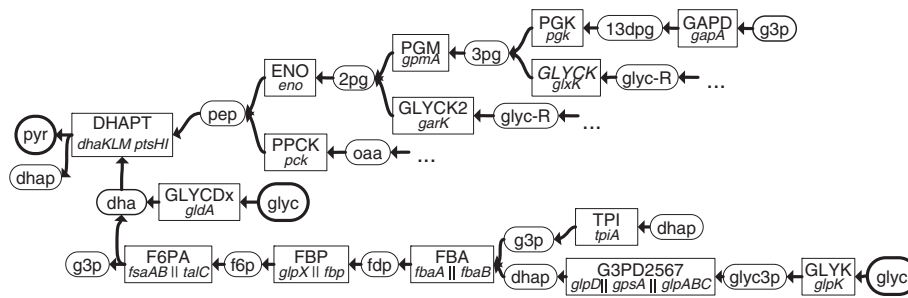 PGK
pgk
13dpg
GAPD
gapA
g3p
PGM
gpmA
3pg
ENO
eno
2pg
GLYCK
glxK
glyc-R
...
GLYCK2
garK
glyc-R
...
pep
DHAPT
dhaKLM ptsHI
pyr
PPCK
pck
oaa
...
dhap
dha
GLYCDx
gldA
glyc
TPI
tpiA
dhap
g3p
g3p
F6PA
fsaAB || talC
f6p
FBP
glpX || fbp
fdp
FBA
fbaA || fbaB
dhap
G3PD2567
glpD || gpsA || glpABC
glyc3p
GLYK
glpK
glyc